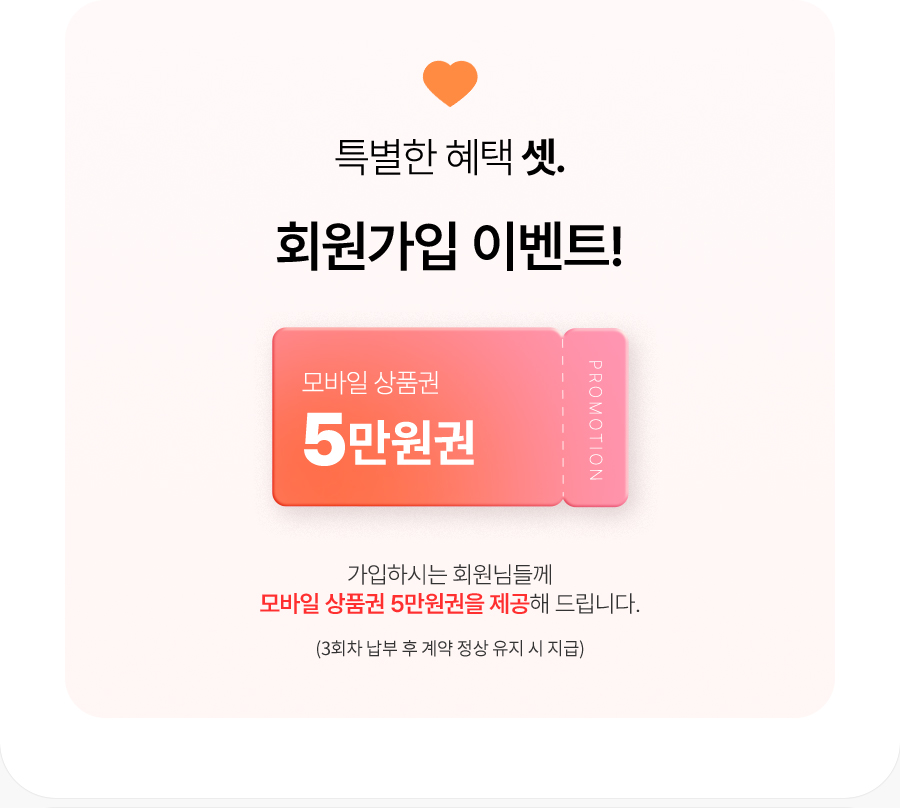 특별한 혜택 셋.
회원가입 이벤트!
모바일 상품권
5만원권
PROMOTION
가입하시는 회원님들께
모바일 상품권 5만원권을 제공해 드립니다.
(3회차 납부 후 계약 정상 유지 시 지급)